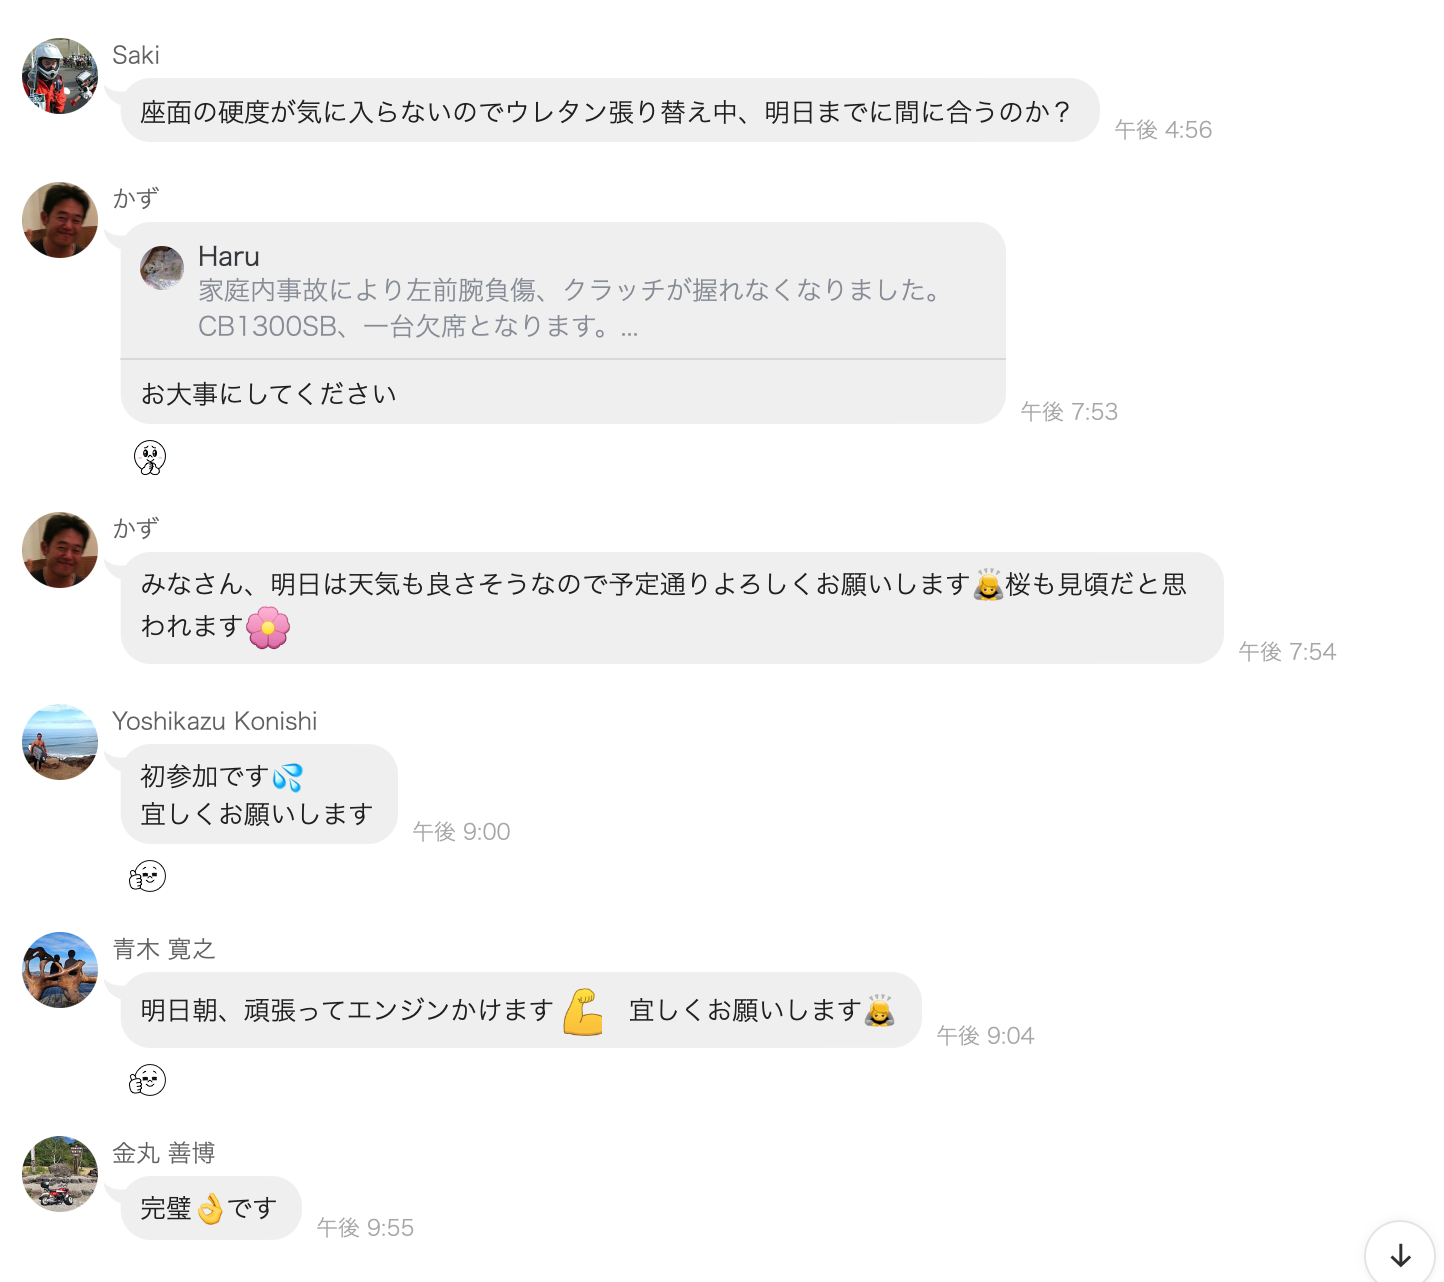 Saki
座面の硬度が気に入らないのでウレタン張り替え中、明日までに間に合うのか？
午後 4:56
かず
Haru
家庭内事故により左前腕負傷、クラッチが握れなくなりました。
CB1300SB、一台欠席となります。...
お大事にしてください
午後 7:53
かず
みなさん、明日は天気も良さそうなので予定通りよろしくお願いします🙇桜も見頃だと思
われます🌸
午後 7:54
Yoshikazu Konishi
初参加です💦
宜しくお願いします
午後 9:00
青木 寛之
明日朝、頑張ってエンジンかけます💪　宜しくお願いします🙇
午後 9:04
金丸 善博
完璧👌です
午後 9:55